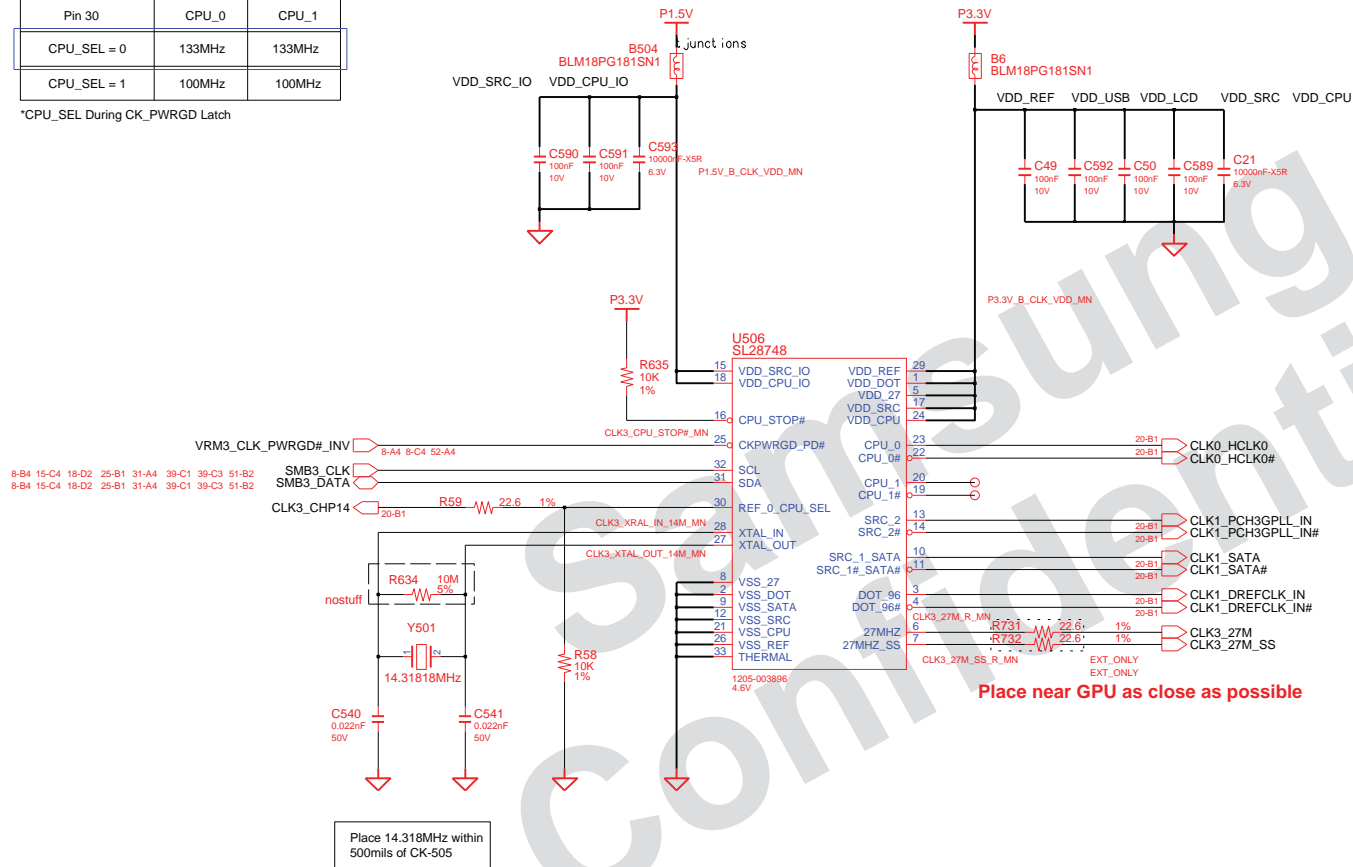 Pin 30 CPU_0 CPU_1
CPU_SEL = 0 133MHz 133MHz
CPU_SEL = 1 100MHz 100MHz
*CPU_SEL During CK_PWRGD Latch
P1.5V
tjunctions
B504
BLM18PG181SN1
VDD_SRC_IO VDD_CPU_IO
C590
100nF
10V
C591
100nF
10V
C593
10000nF-X5R
6.3V
P1.5V_B_CLK_VDD_MN
P3.3V
B6
BLM18PG181SN1
VDD_REF VDD_USB VDD_LCD VDD_SRC VDD_CPU
C49
100nF
10V
C592
100nF
10V
C50
100nF
10V
C589
100nF
10V
C21
10000nF-X5R
6.3V
P3.3V_B_CLK_VDD_MN
P3.3V
R635
10K
1%
U506
SL28748
15 VDD_SRC_IO VDD_REF 29
18 VDD_CPU_IO VDD_DOT 1
VDD_27 5
VDD_SRC 17
16 CPU_STOP# VDD_CPU 24
CLK3_CPU_STOP#_MN
VRM3_CLK_PWRGD#_INV 8-A4 8-C4 52-A4 25 CKPWRGD_PD# CPU_0 23 20-B1 CLK0_HCLK0
CPU_0# 22 20-B1 CLK0_HCLK0#
8-B4 15-C4 18-D2 25-B1 31-A4 39-C1 39-C3 51-B2 SMB3_CLK 32 SCL
8-B4 15-C4 18-D2 25-B1 31-A4 39-C1 39-C3 51-B2 SMB3_DATA 31 SDA
CPU_1 20
CPU_1# 19
CLK3_CHP14 20-B1 R59 22.6 1% 30 REF_0_CPU_SEL
CLK3_XRAL_IN_14M_MN 28 XTAL_IN
27 XTAL_OUT
CLK3_XTAL_OUT_14M_MN
SRC_2 13 20-B1 CLK1_PCH3GPLL_IN
SRC_2# 14 20-B1 CLK1_PCH3GPLL_IN#
SRC_1_SATA 10 20-B1 CLK1_SATA
SRC_1#_SATA# 11 20-B1 CLK1_SATA#
8 VSS_27
2 VSS_DOT
9 VSS_SATA
12 VSS_SRC
21 VSS_CPU
26 VSS_REF
33 THERMAL
DOT_96 3 20-B1 CLK1_DREFCLK_IN
DOT_96# 4 20-B1 CLK1_DREFCLK_IN#
CLK3_27M_R_MN
27MHZ 6 R731 22.6 1% CLK3_27M
27MHZ_SS 7 R732 22.6 1% CLK3_27M_SS
CLK3_27M_SS_R_MN
EXT_ONLY
EXT_ONLY
Place near GPU as close as possible
1205-003896
4.6V
R634 10M
5%
nostuff
Y501
1 2
14.31818MHz
R58
10K
1%
C540
0.022nF
50V
C541
0.022nF
50V
Place 14.318MHz within
500mils of CK-505
Samsung
Confidenti